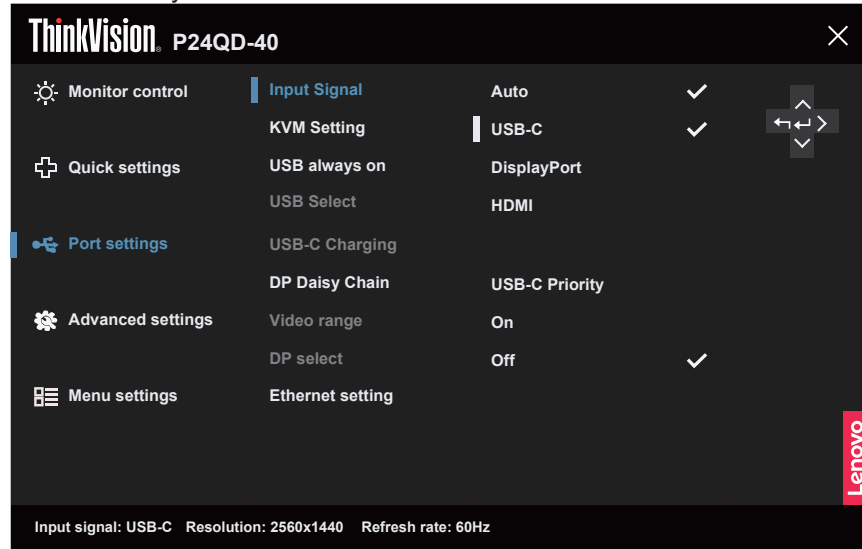 ThinkVision® P24QD-40
Monitor control
Input Signal
Auto
KVM Setting
USB-C
Quick settings
USB always on
DisplayPort
USB Select
HDMI
Port settings
USB-C Charging
DP Daisy Chain
USB-C Priority
Advanced settings
Video range
On
DP select
Off
Menu settings
Ethernet setting
Lenovo
Input signal: USB-C Resolution: 2560x1440 Refresh rate: 60Hz